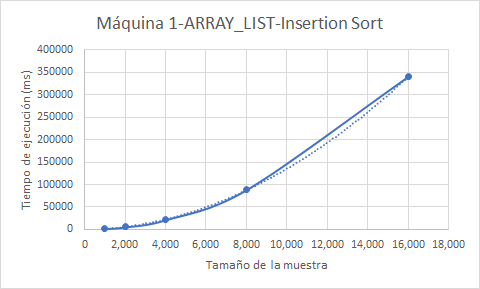 Máquina 1-ARRAY_LIST-Insertion Sort
Tiempo de ejecución (ms)
400000
350000
300000
250000
200000
150000
100000
50000
0
0 2,000 4,000 6,000 8,000 10,000 12,000 14,000 16,000 18,000
Tamaño de la muestra